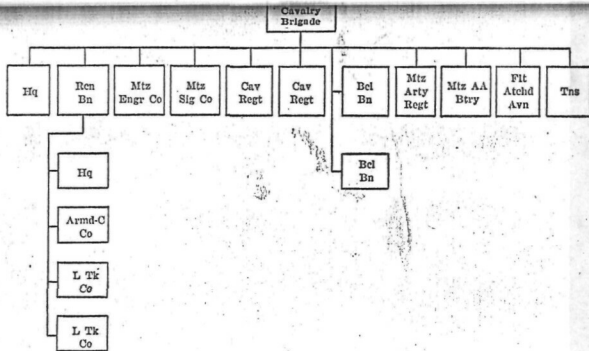 Cavalry
Brigade
Hq
Rcn
Bn
Mtz
Engr Co
Mtz
Sig Co
Cav
Regt
Cav
Regt
Bcl
Bn
Mtz
Arty
Regt
Mtz AA
Btry
Flt
Atchd
Avn
Tns
Bcl
Bn
Hq
Armd-C
Co
L Tk
Co
L Tk
Co